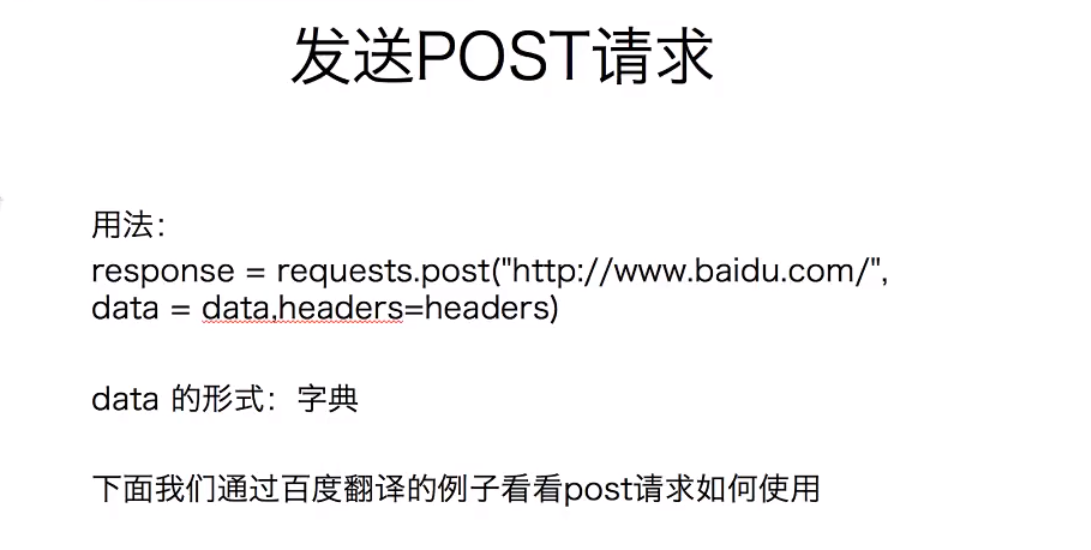 发送POST请求
用法：
response = requests.post("http://www.baidu.com/",
data = data,headers=headers)
data 的形式：字典
下面我们通过百度翻译的例子看看post请求如何使用